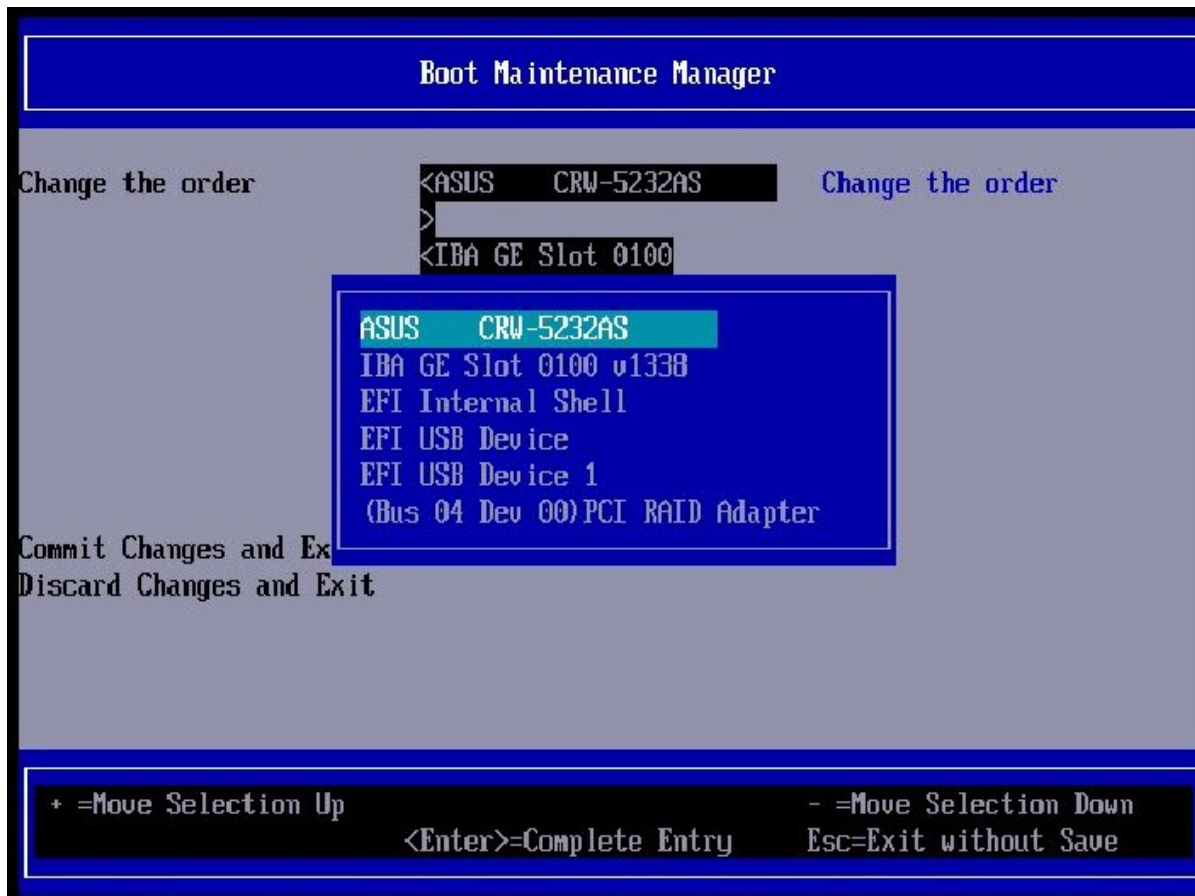 Boot Maintenance Manager
Change the order <ASUS CRW-5232AS Change the order
>
<IBA GE Slot 0100
ASUS CRW-5232AS
IBA GE Slot 0100 v1338
EFI Internal Shell
EFI USB Device
EFI USB Device 1
(Bus 04 Dev 00)PCI RAID Adapter
Commit Changes and Ex
Discard Changes and Exit
+ =Move Selection Up - =Move Selection Down
<Enter>=Complete Entry Esc=Exit without Save